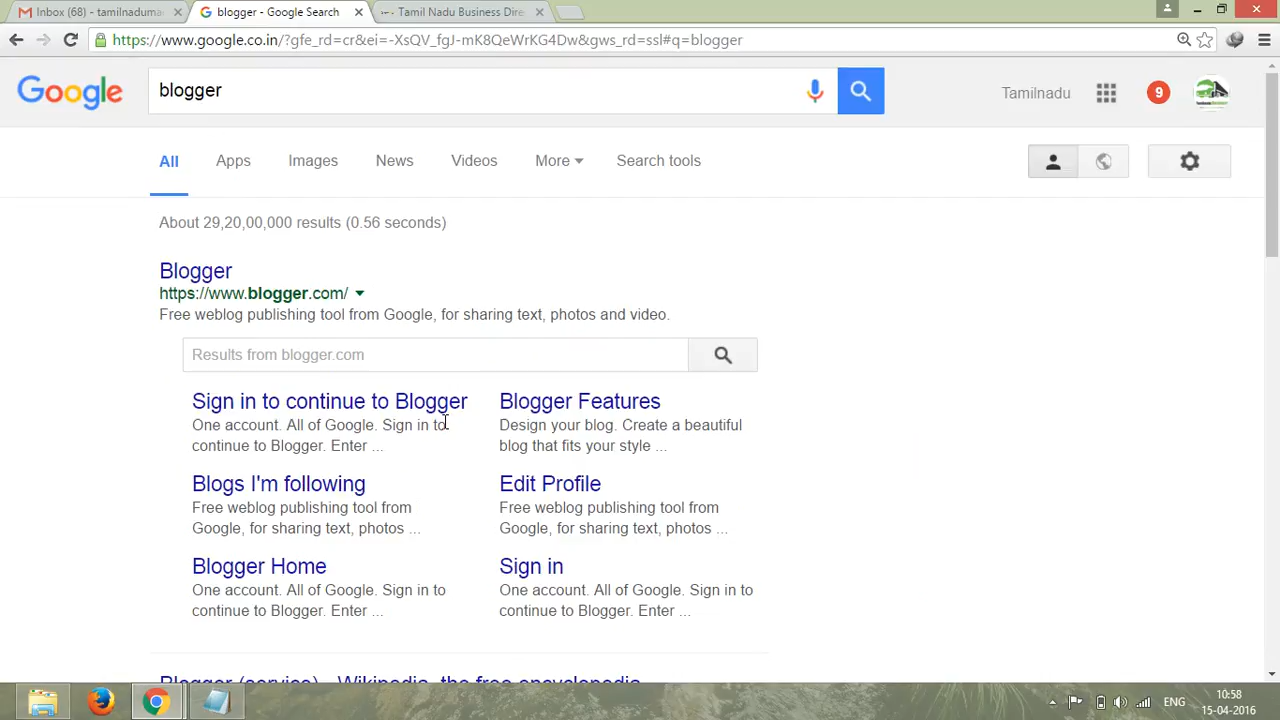 Inbox (68) - tamilnaduma
blogger - Google Search
Tamil Nadu Business Dire
https://www.google.co.in/?gfe_rd=cr&ei=-XsQV_fgJ-mK8QeWrKG4Dw&gws_rd=ssl#q=blogger
Google
blogger
Tamilnadu
9
All
Apps
Images
News
Videos
More
Search tools
About 29,20,00,000 results (0.56 seconds)
Blogger
https://www.blogger.com/
Free weblog publishing tool from Google, for sharing text, photos and video.
Results from blogger.com
Sign in to continue to Blogger
One account. All of Google. Sign in to
continue to Blogger. Enter ...
Blogger Features
Design your blog. Create a beautiful
blog that fits your style ...
Blogs I'm following
Free weblog publishing tool from
Google, for sharing text, photos ...
Edit Profile
Free weblog publishing tool from
Google, for sharing text, photos ...
Blogger Home
One account. All of Google. Sign in to
continue to Blogger. Enter ...
Sign in
One account. All of Google. Sign in to
continue to Blogger. Enter ...
Blogger (service) - Wikipedia, the free encyclopedia
ENG
10:58
15-04-2016